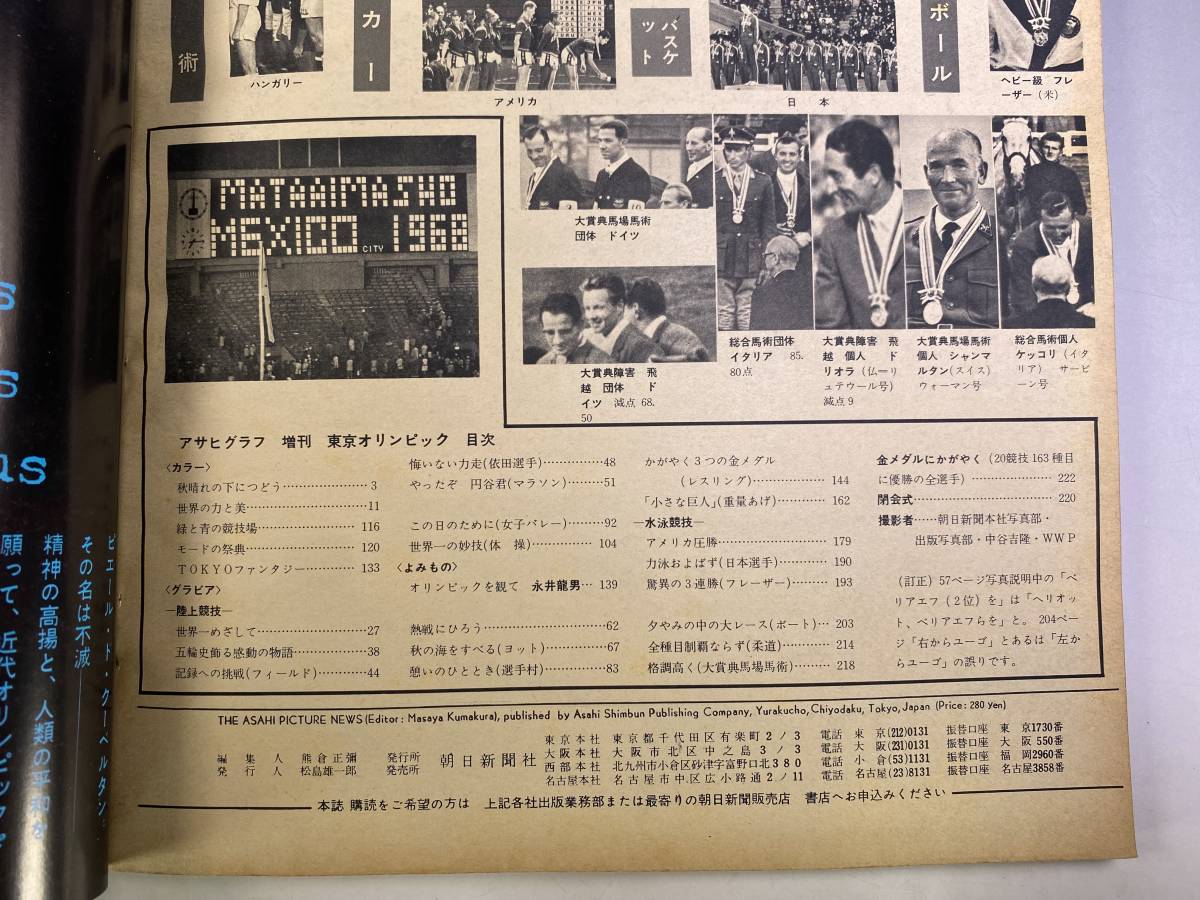 術
ハンガリー
カー
アメリカ
バスケ
ット
日本
ボール
ヘビー級 フレ
ーザー(米)
MATAAIMASHO
MEXICO CITY 1968
大賞典馬場馬術
団体 ドイツ
大賞典障害 飛
越 団体 ド
イツ 減点 68.
50
総合馬術団体
イタリア 85.
80点
大賞典障害 飛
越 個人 ド
リオラ(仏ーリ
ュテウール号)
減点9
大賞典馬場馬術
個人 シャンマ
ルタン(スイス)
ウォーマン号
総合馬術個人
ケッコリ(イタ
リア) サービ
ーン号
アサヒグラフ 増刊 東京オリンピック 目次
〈カラー〉
秋晴れの下につどう…………………3
世界の力と美…………………11
緑と青の競技場…………………116
モードの祭典…………………120
TOKYOファンタジー…………133
〈グラビア〉
―陸上競技―
世界一めざして…………………27
五輪史飾る感動の物語……………38
記録への挑戦(フィールド)…………44
悔いない力走(依田選手)……………48
やったぞ 円谷君(マラソン)…………51
この日のために(女子バレー)…………92
世界一の妙技(体 操)……………104
〈よみもの〉
オリンピックを観て 永井龍男…139
熱戦にひろう…………………62
秋の海をすべる(ヨット)……………67
憩いのひととき(選手村)……………83
かがやく3つの金メダル
(レスリング)……………144
「小さな巨人」(重量あげ)…………162
―水泳競技―
アメリカ圧勝…………………179
力泳およばず(日本選手)……………190
驚異の3連勝(フレーザー)…………193
夕やみの中の大レース(ボート)…203
全種目制覇ならず(柔道)……………214
格調高く(大賞典馬場馬術)…………218
金メダルにかがやく(20競技163種目
に優勝の全選手)…………………222
閉会式…………………220
撮影者……朝日新聞本社写真部・
出版写真部・中谷吉隆・WWP
(訂正)57ページ写真説明中の「ベ
リアエフ(2位)を」は「ヘリオッ
ト、ベリアエフらを」と。204ペー
ジ「右からユーゴ」とあるは「左か
らユーゴ」の誤りです。
THE ASAHI PICTURE NEWS (Editor: Masaya Kumakura), published by Asahi Shimbun Publishing Company, Yurakucho, Chiyodaku, Tokyo, Japan (Price: 280 yen)
編集人 熊倉正彌 発行所
発行人 松島雄一郎 発売所
朝日新聞社
東京本社 東京都千代田区有楽町2ノ3 電話 東京(212)0131 振替口座 東京1730番
大阪本社 大阪市北区中之島3ノ3 電話 大阪(231)0131 振替口座 大阪550番
西部本社 北九州市小倉区砂津字富野口380 電話 小倉(53)1131 振替口座 福岡2960番
名古屋本社 名古屋市中区広小路通2ノ11 電話 名古屋(23)8131 振替口座 名古屋3858番
本誌 購読をご希望の方は 上記各社出版業務部または最寄りの朝日新聞販売店 書店へお申込みください
s
s
us
ピエール・ド・クーベルタン。
その名は不滅――
精神の高揚と、人類の平和を
願って、近代オリンピックを